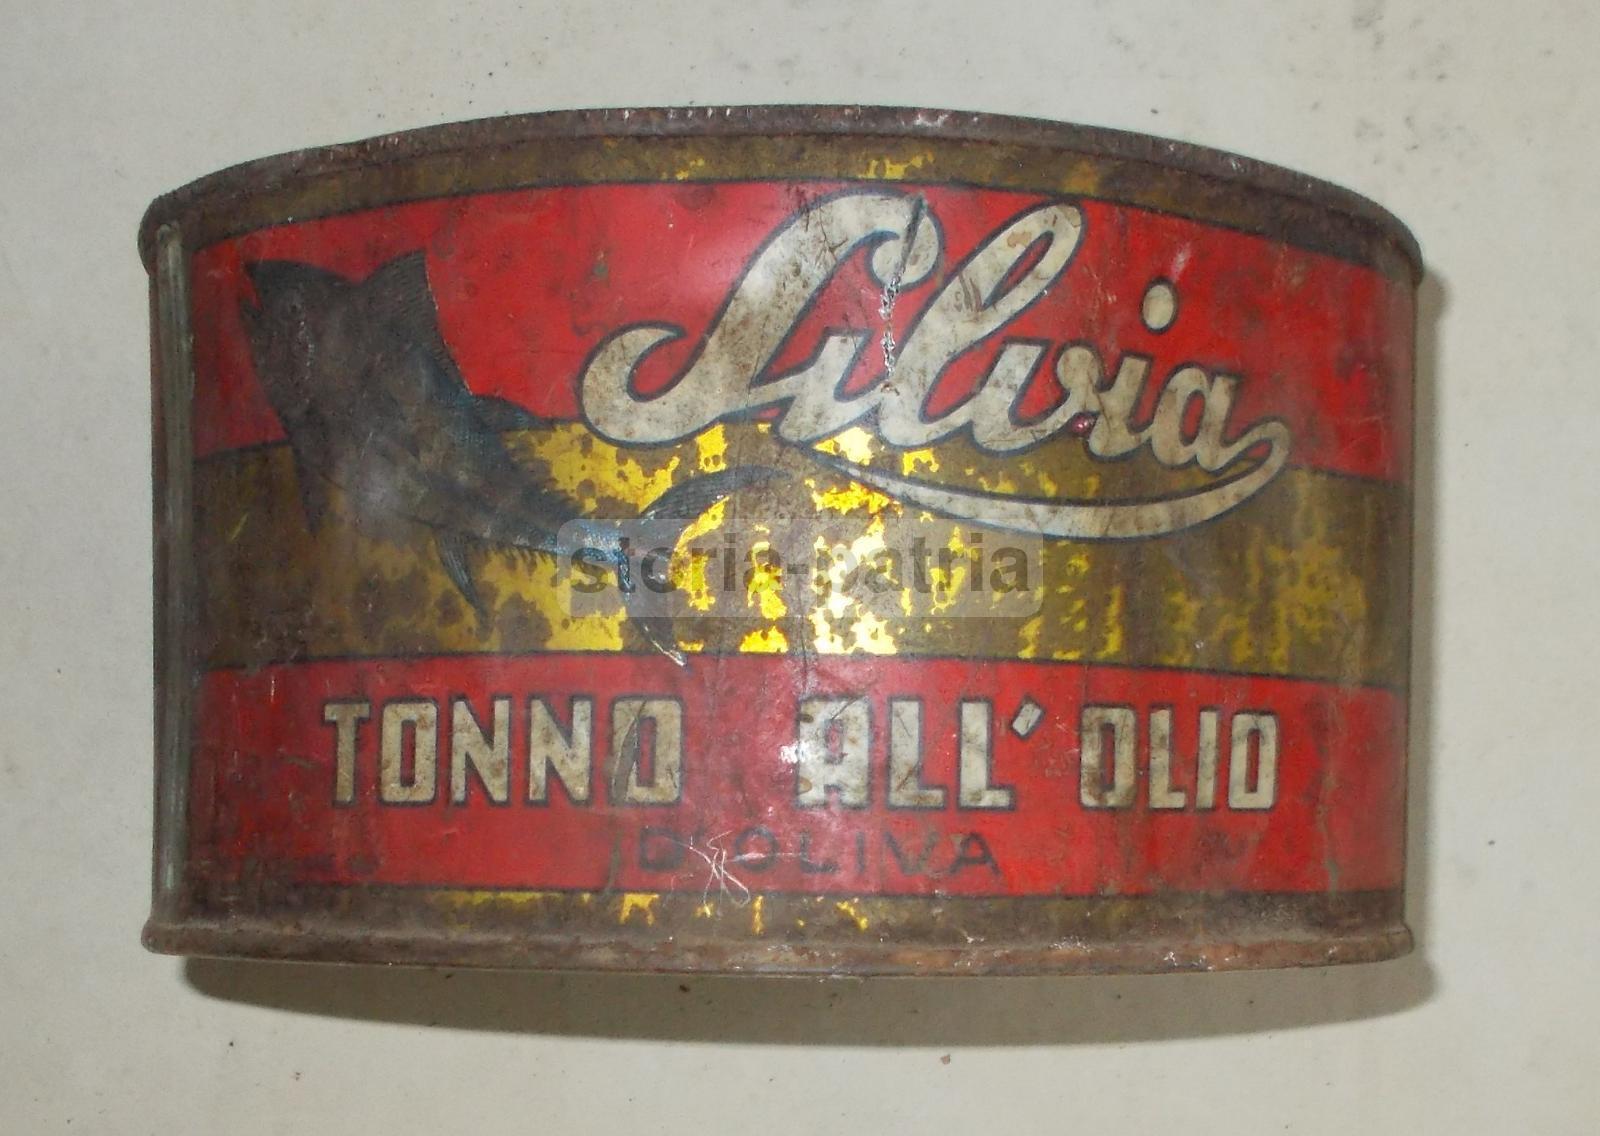 Silvia
storia-patria
TONNO ALL' OLIO
D'OLIVA